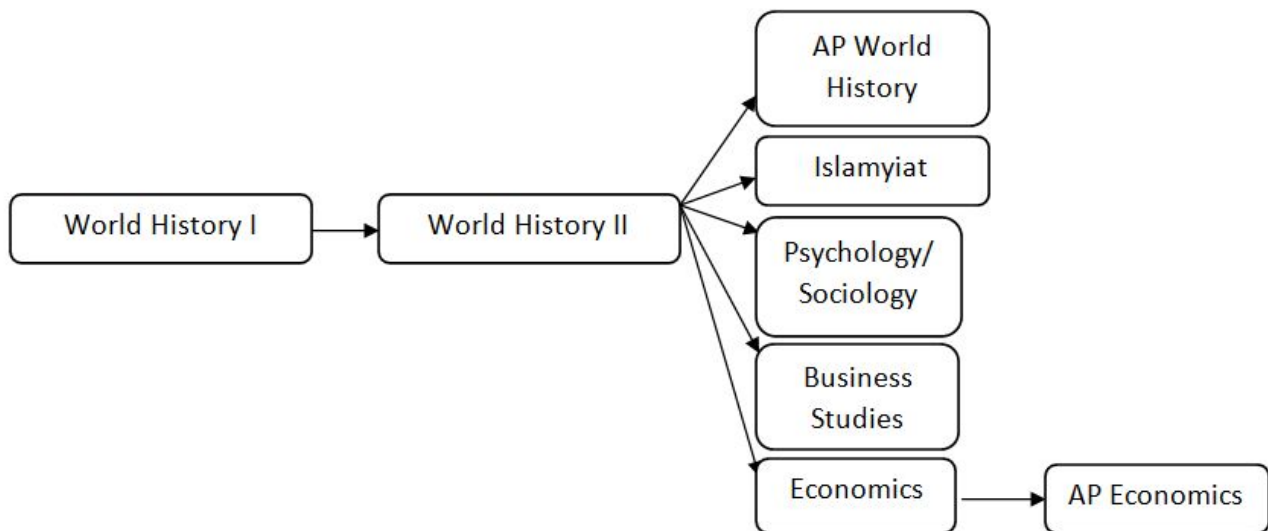 AP World
History
Islamyiat
World History I
World History II
Psychology/
Sociology
Business
Studies
Economics
AP Economics